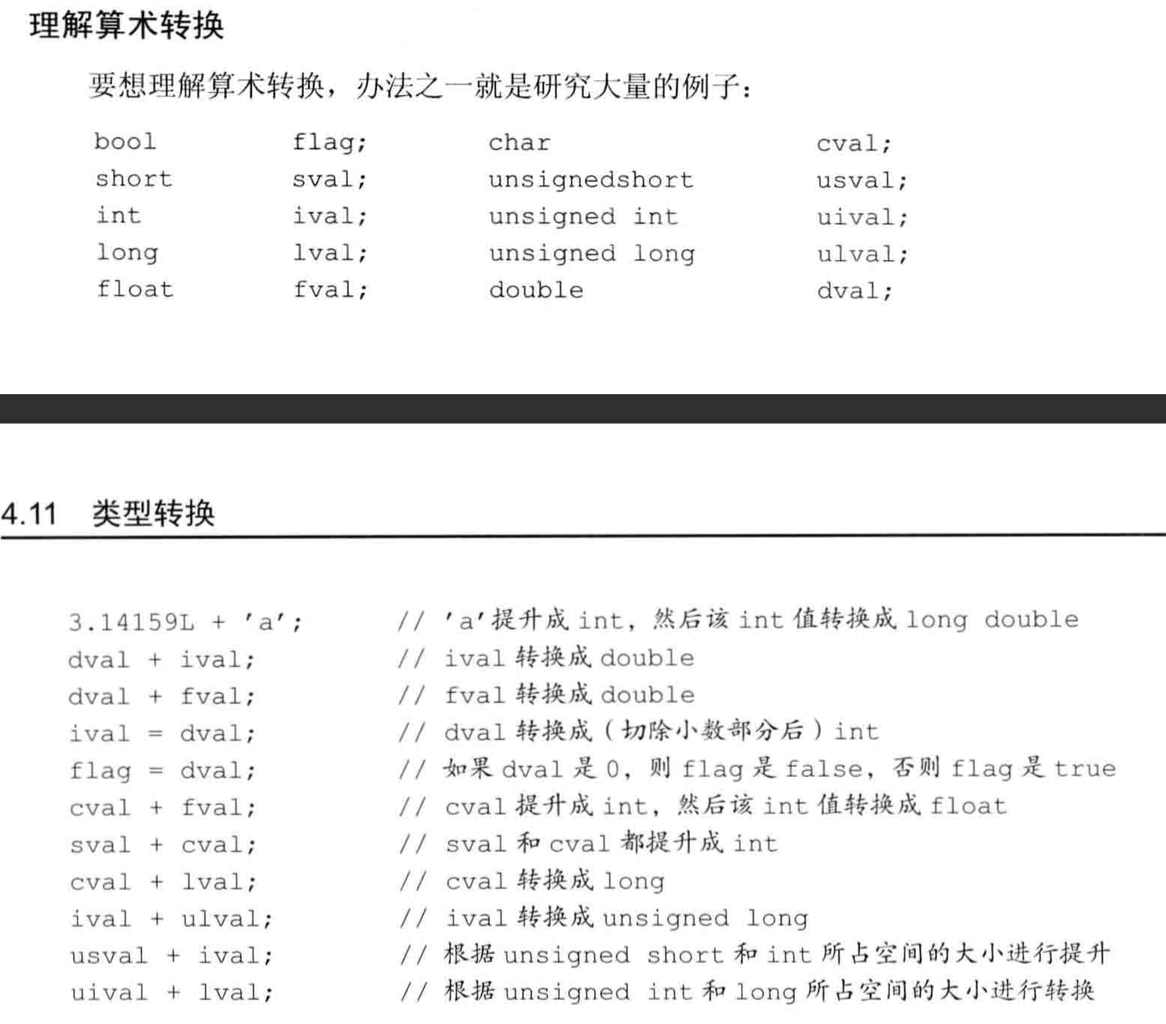 理解算术转换
要想理解算术转换，办法之一就是研究大量的例子：
bool flag; char cval;
short sval; unsignedshort usval;
int ival; unsigned int uival;
long lval; unsigned long ulval;
float fval; double dval;
4.11 类型转换
3.14159L + 'a'; // 'a'提升成 int，然后该 int 值转换成 long double
dval + ival; // ival 转换成 double
dval + fval; // fval 转换成 double
ival = dval; // dval 转换成（切除小数部分后）int
flag = dval; // 如果 dval 是 0，则 flag 是 false，否则 flag 是 true
cval + fval; // cval 提升成 int，然后该 int 值转换成 float
sval + cval; // sval 和 cval 都提升成 int
cval + lval; // cval 转换成 long
ival + ulval; // ival 转换成 unsigned long
usval + ival; // 根据 unsigned short 和 int 所占空间的大小进行提升
uival + lval; // 根据 unsigned int 和 long 所占空间的大小进行转换